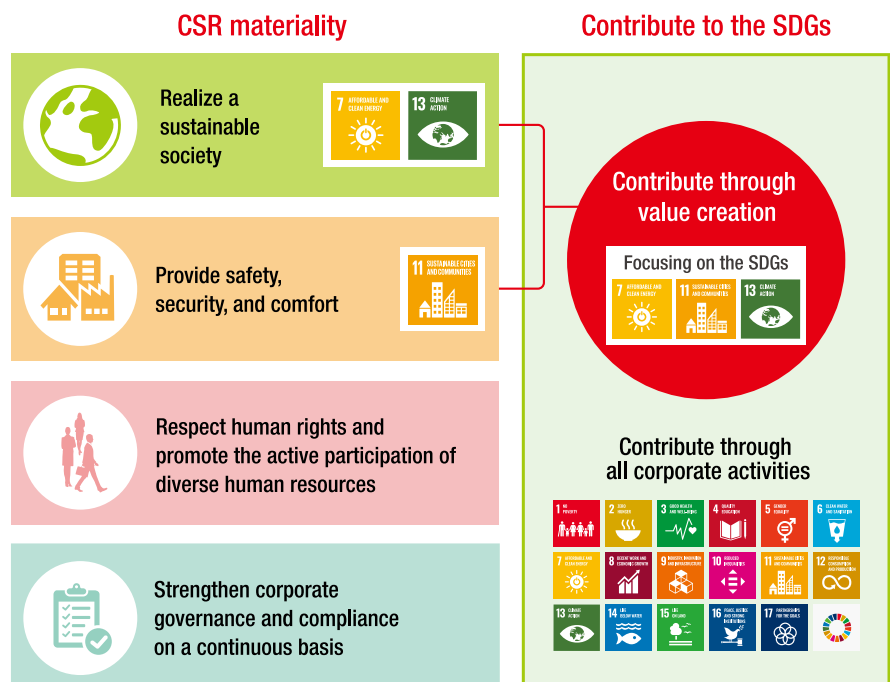 CSR materiality
Realize a
sustainable
society
7 AFFORDABLE AND
CLEAN ENERGY
13 CLIMATE
ACTION
Provide safety,
security, and comfort
11 SUSTAINABLE CITIES
AND COMMUNITIES
Respect human rights and
promote the active participation of
diverse human resources
Strengthen corporate
governance and compliance
on a continuous basis
Contribute to the SDGs
Contribute through
value creation
Focusing on the SDGs
7 AFFORDABLE AND
CLEAN ENERGY
11 SUSTAINABLE CITIES
AND COMMUNITIES
13 CLIMATE
ACTION
Contribute through
all corporate activities
1 NO
POVERTY
2 ZERO
HUNGER
3 GOOD HEALTH
AND WELL-BEING
4 QUALITY
EDUCATION
5 GENDER
EQUALITY
6 CLEAN WATER
AND SANITATION
7 AFFORDABLE AND
CLEAN ENERGY
8 DECENT WORK AND
ECONOMIC GROWTH
9 INDUSTRY, INNOVATION
AND INFRASTRUCTURE
10 REDUCED
INEQUALITIES
11 SUSTAINABLE CITIES
AND COMMUNITIES
12 RESPONSIBLE
CONSUMPTION
AND PRODUCTION
13 CLIMATE
ACTION
14 LIFE
BELOW WATER
15 LIFE
ON LAND
16 PEACE, JUSTICE
AND STRONG
INSTITUTIONS
17 PARTNERSHIPS
FOR THE GOALS